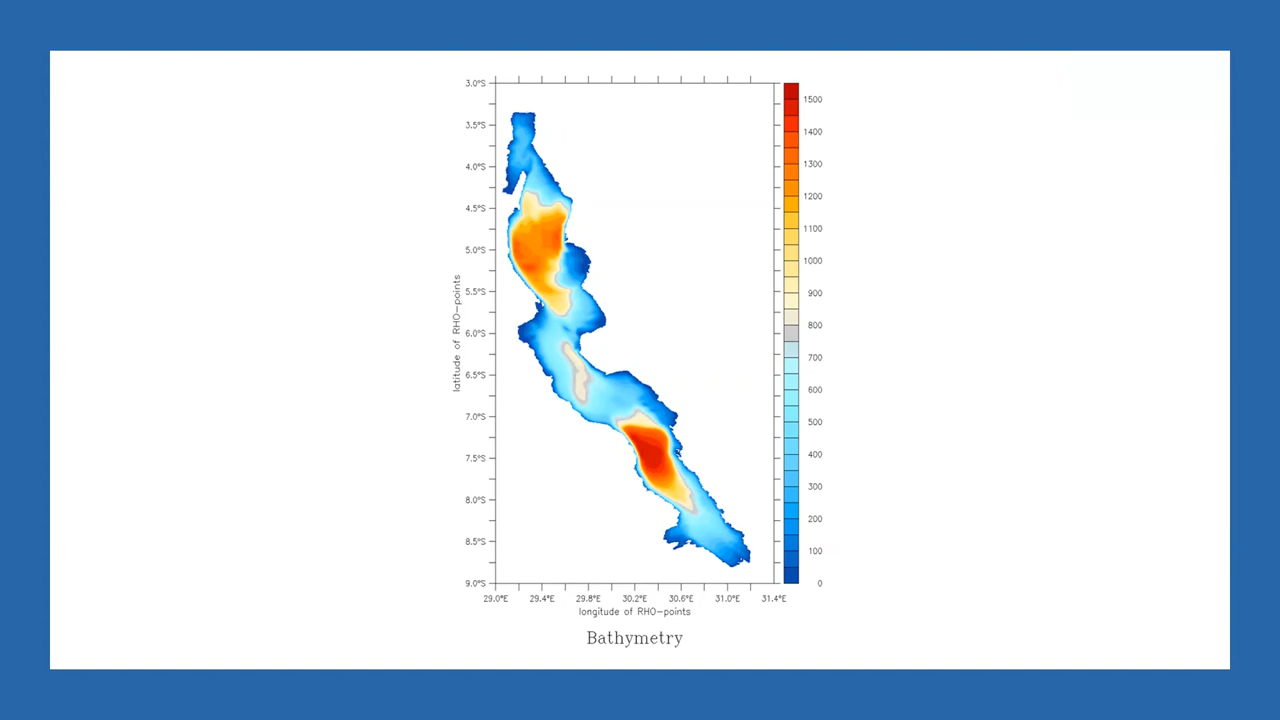 3.0°S
3.5°S
4.0°S
4.5°S
5.0°S
5.5°S
6.0°S
6.5°S
7.0°S
7.5°S
8.0°S
8.5°S
9.0°S
latitude of RHO-points
29.0°E 29.4°E 29.8°E 30.2°E 30.6°E 31.0°E 31.4°E
longitude of RHO-points
1500
1400
1300
1200
1100
1000
900
800
700
600
500
400
300
200
100
0
Bathymetry